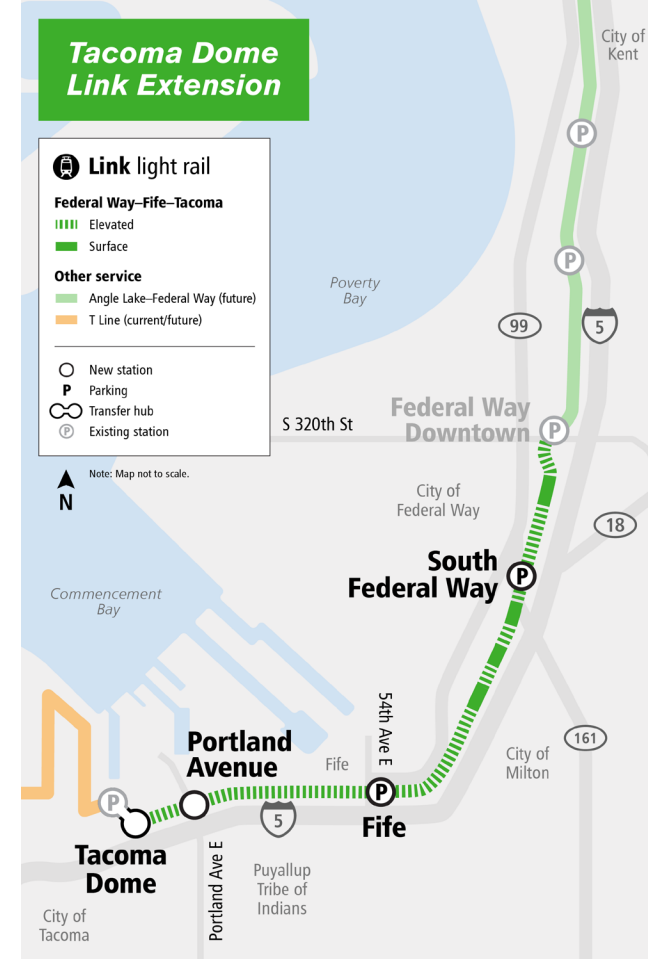 Tacoma Dome
Link Extension
Link light rail
Federal Way–Fife–Tacoma
Elevated
Surface
Other service
Angle Lake–Federal Way (future)
T Line (current/future)
New station
P
Parking
Transfer hub
P
Existing station
N
Note: Map not to scale.
City of
Kent
P
P
Poverty
Bay
99
5
Federal Way
Downtown
P
S 320th St
City of
Federal Way
18
South
Federal Way
P
Commencement
Bay
54th Ave E
161
Portland
Avenue
Fife
City of
Milton
P
P
5
Fife
Tacoma
Dome
Portland Ave E
Puyallup
Tribe of
Indians
City of
Tacoma